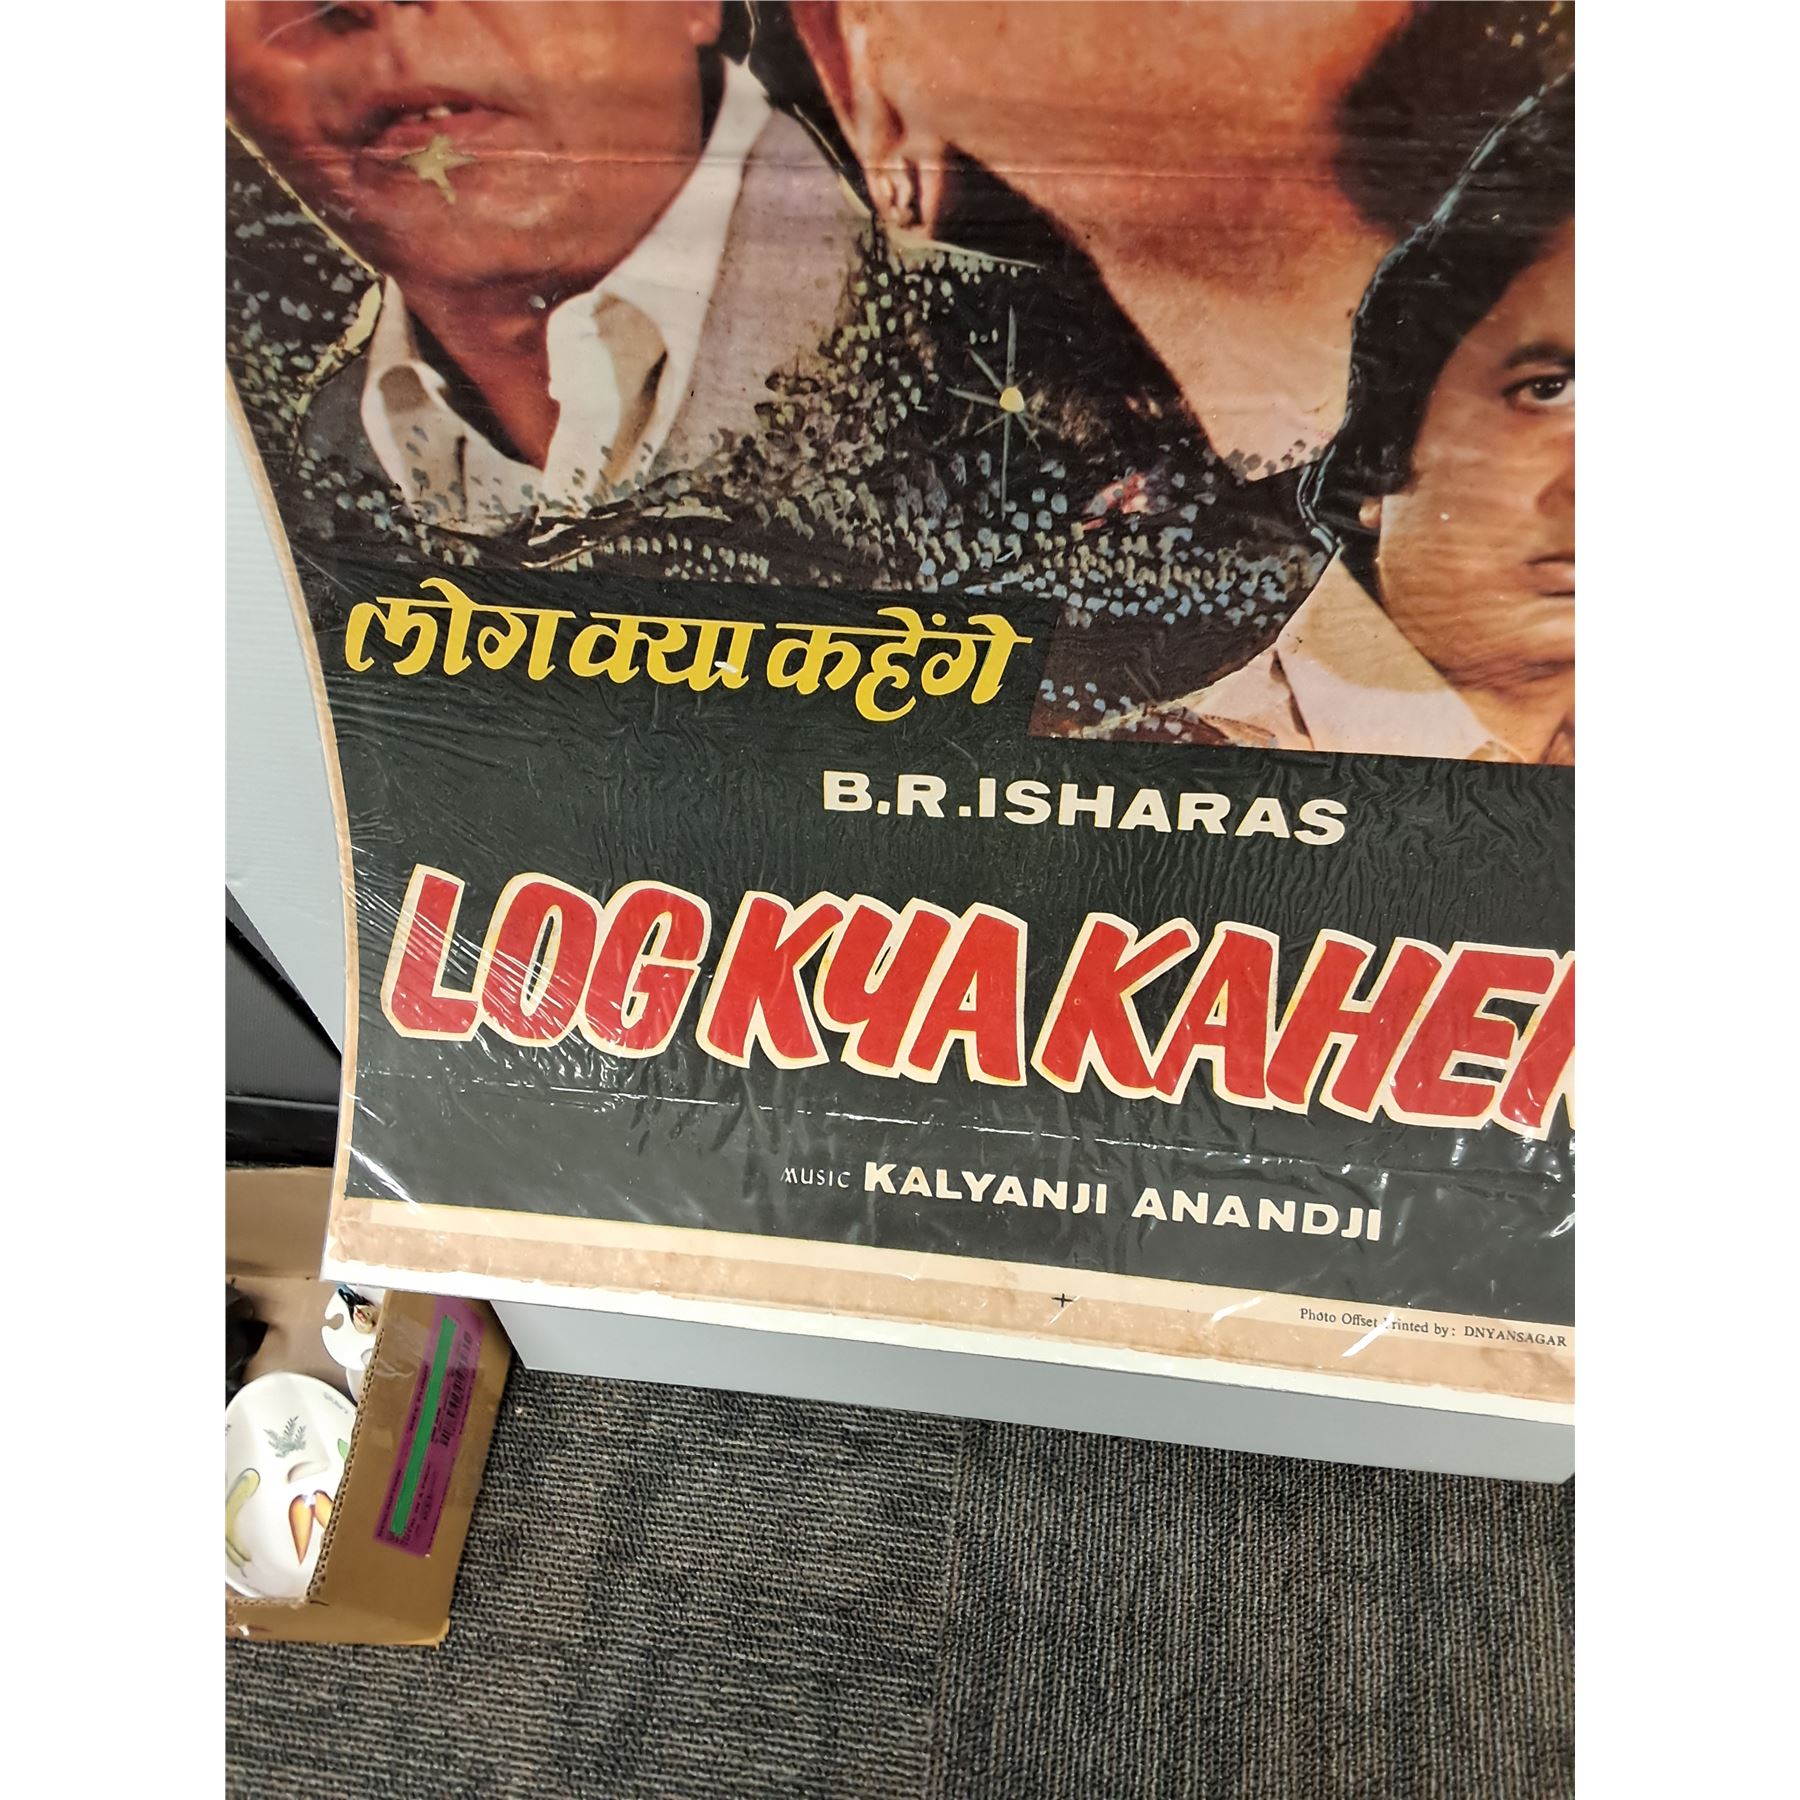 लोग क्या कहेंगे
B.R.ISHARAS
LOG KYA KAHEN
MUSIC KALYANJI ANANDJI
Photo Offset Printed by: DNYANSAGAR